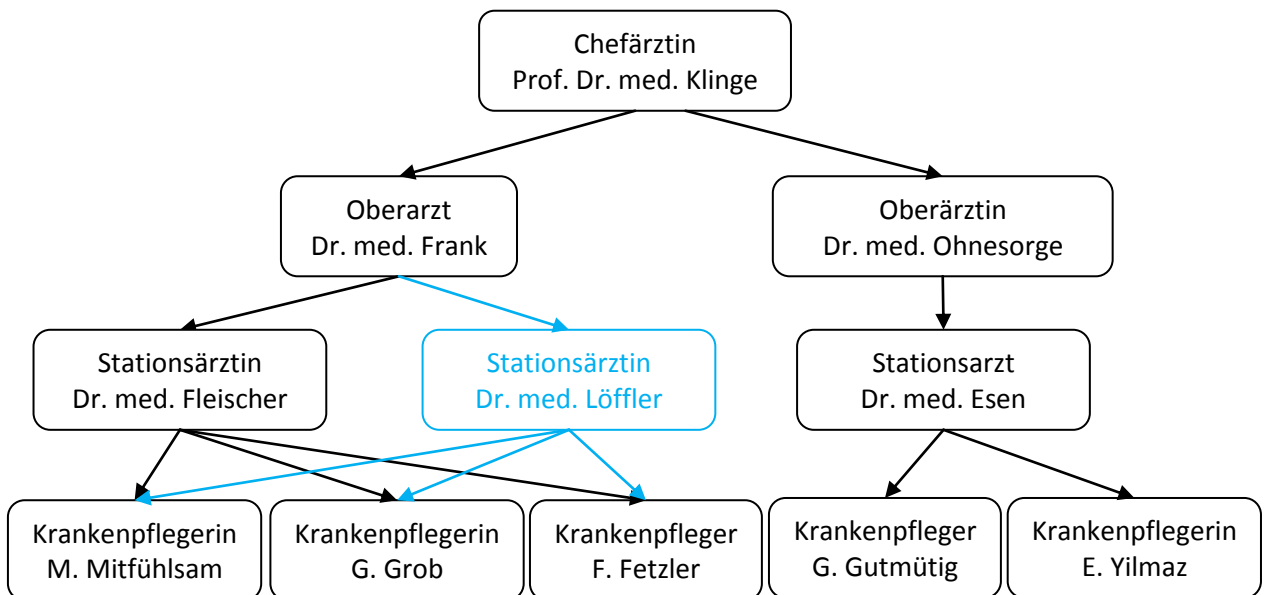 Chefärztin
Prof. Dr. med. Klinge
Oberarzt
Dr. med. Frank
Oberärztin
Dr. med. Ohnesorge
Stationsärztin
Dr. med. Fleischer
Stationsärztin
Dr. med. Löffler
Stationsarzt
Dr. med. Esen
Krankenpflegerin
M. Mitfühlsam
Krankenpflegerin
G. Grob
Krankenpfleger
F. Fetzler
Krankenpfleger
G. Gutmütig
Krankenpflegerin
E. Yilmaz